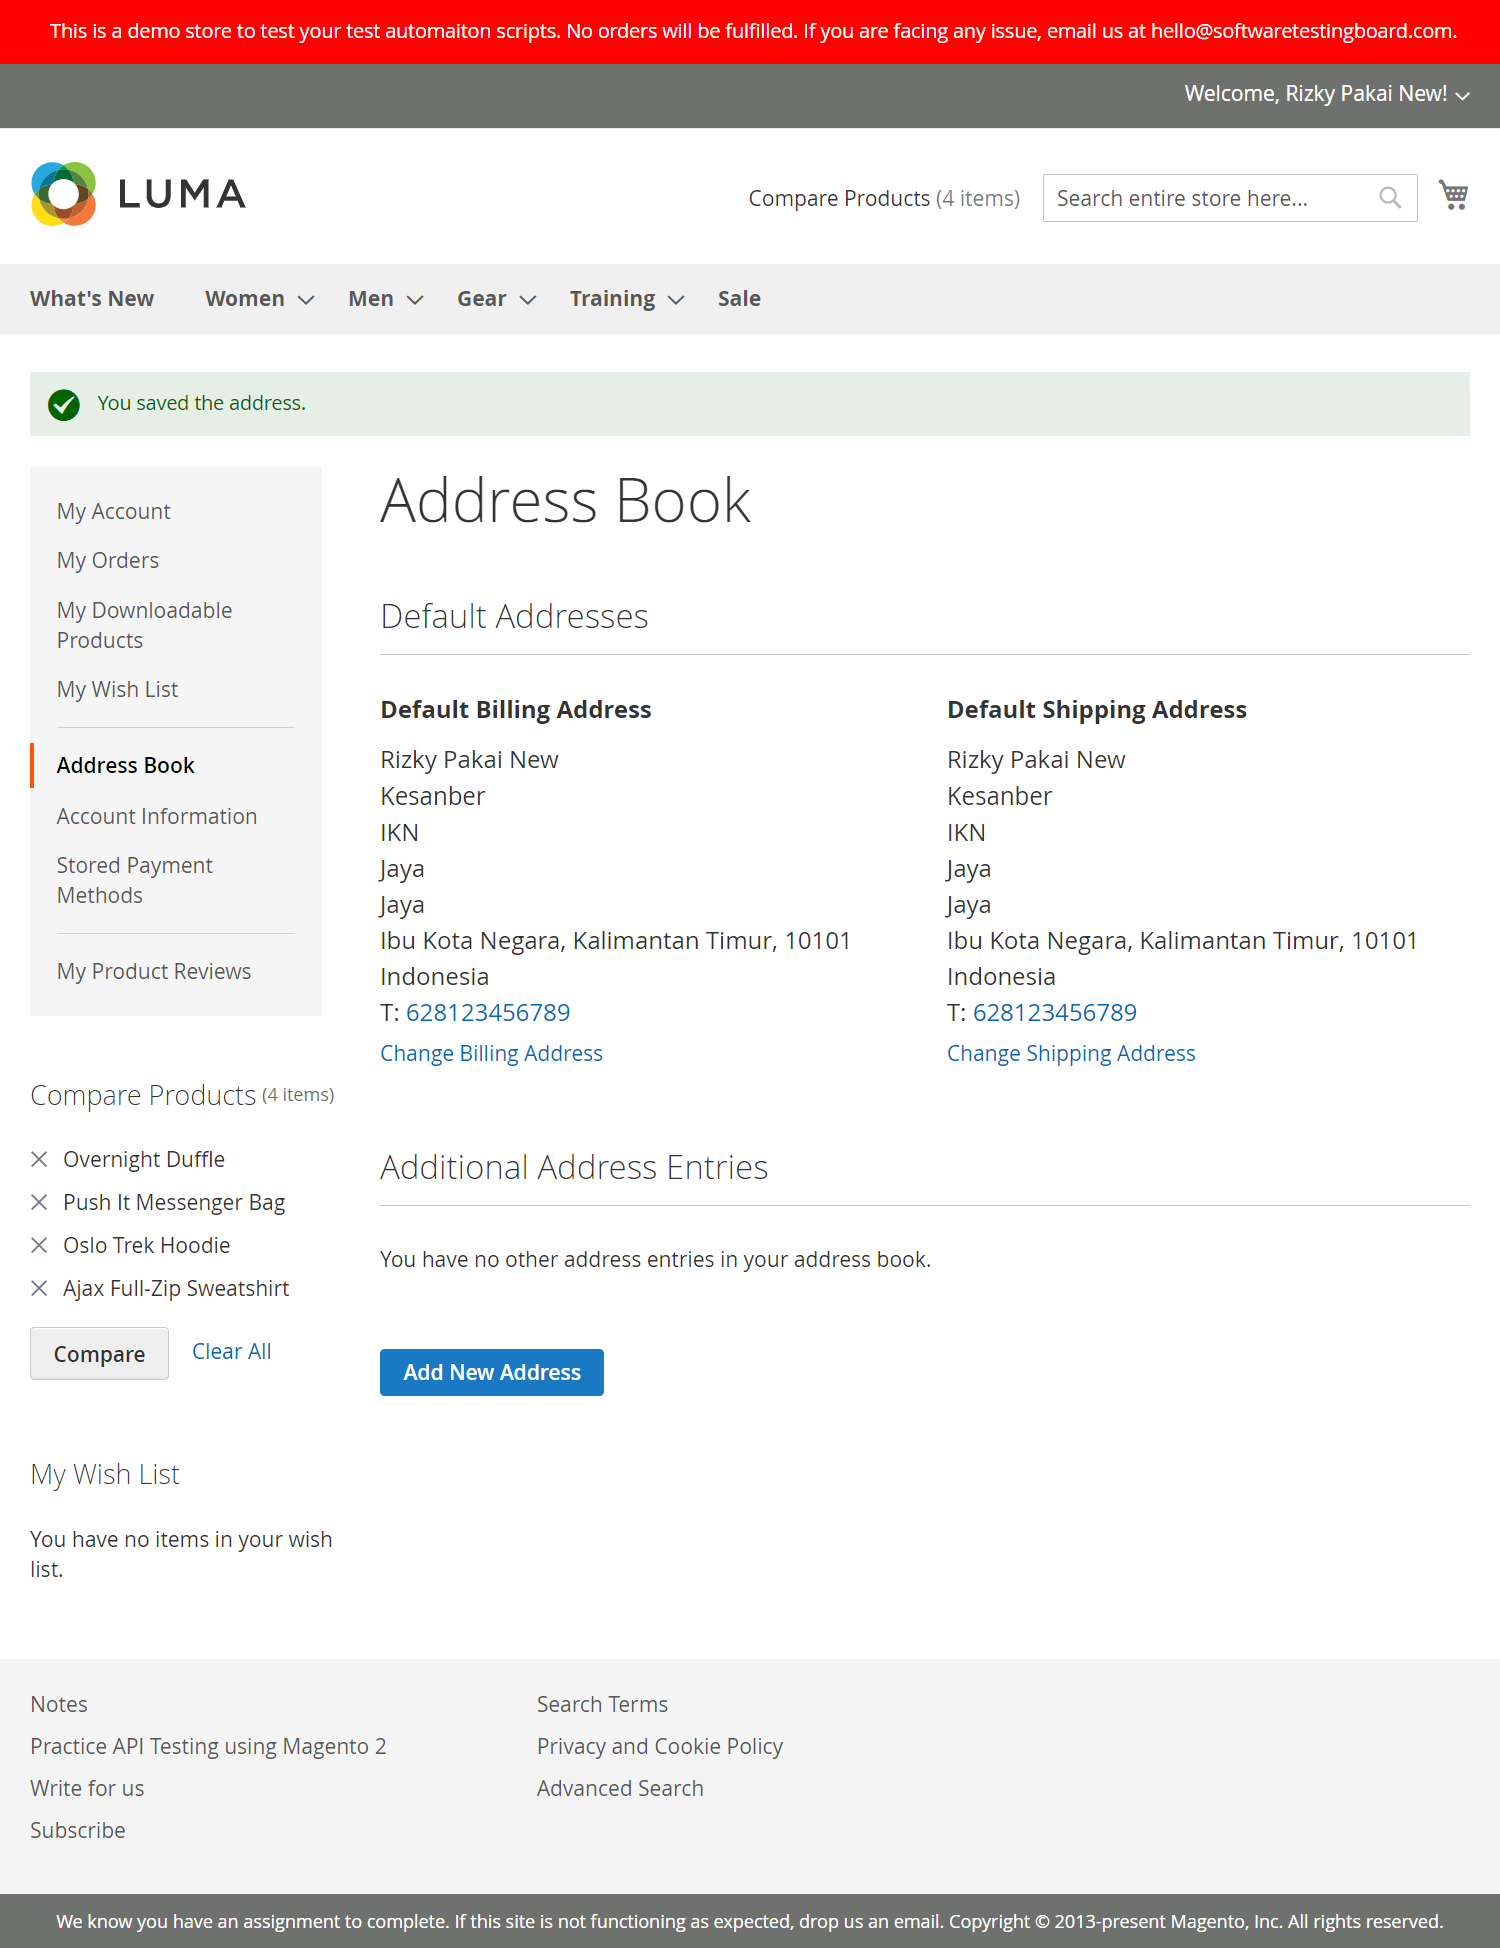 This is a demo store to test your test automaiton scripts. No orders will be fulfilled. If you are facing any issue, email us at hello@softwaretestingboard.com.
Welcome, Rizky Pakai New!
LUMA
Compare Products (4 items)
Search entire store here...
What's New
Women
Men
Gear
Training
Sale
You saved the address.
My Account
My Orders
My Downloadable
Products
My Wish List
Address Book
Account Information
Stored Payment
Methods
My Product Reviews
Compare Products (4 items)
Overnight Duffle
Push It Messenger Bag
Oslo Trek Hoodie
Ajax Full-Zip Sweatshirt
Compare
Clear All
My Wish List
You have no items in your wish
list.
Address Book
Default Addresses
Default Billing Address
Rizky Pakai New
Kesanber
IKN
Jaya
Jaya
Ibu Kota Negara, Kalimantan Timur, 10101
Indonesia
T: 628123456789
Change Billing Address
Default Shipping Address
Rizky Pakai New
Kesanber
IKN
Jaya
Jaya
Ibu Kota Negara, Kalimantan Timur, 10101
Indonesia
T: 628123456789
Change Shipping Address
Additional Address Entries
You have no other address entries in your address book.
Add New Address
Notes
Practice API Testing using Magento 2
Write for us
Subscribe
Search Terms
Privacy and Cookie Policy
Advanced Search
We know you have an assignment to complete. If this site is not functioning as expected, drop us an email. Copyright © 2013-present Magento, Inc. All rights reserved.